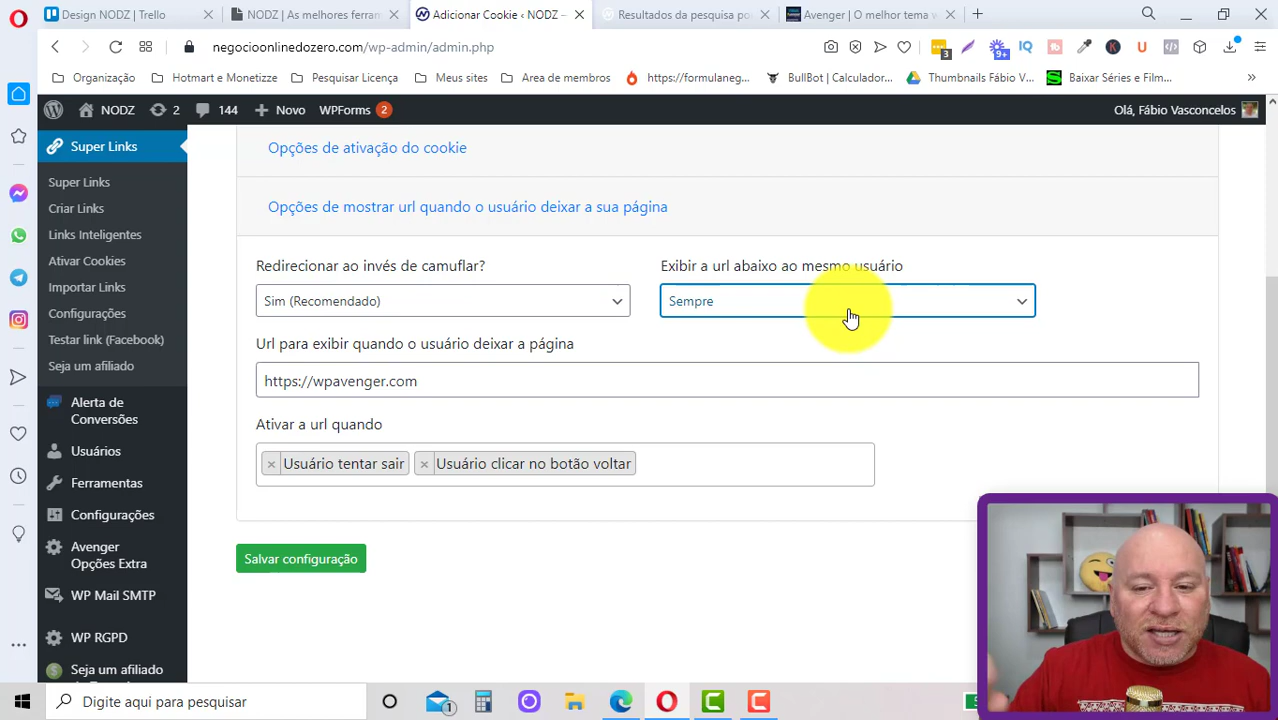 Design NODZ | Trello
NODZ | As melhores ferran
Adicionar Cookie ‹ NODZ –
Resultados da pesquisa po
Avenger | O melhor tema w
negocioonlinedozero.com/wp-admin/admin.php
3
9+
IQ
K
U
2
Organização
Hotmart e Monetizze
Pesquisar Licença
Meus sites
Area de membros
https://formulaneg...
BullBot | Calculador...
Thumbnails Fábio V...
S
Baixar Séries e Film...
»
NODZ
2
144
Novo
WPForms 2
Olá, Fábio Vasconcelos
Super Links
Super Links
Criar Links
Links Inteligentes
Ativar Cookies
Importar Links
Configurações
Testar link (Facebook)
Seja um afiliado
Alerta de
Conversões
Usuários
Ferramentas
Configurações
Avenger
Opções Extra
WP Mail SMTP
WP RGPD
Seja um afiliado
Opções de ativação do cookie
Opções de mostrar url quando o usuário deixar a sua página
Redirecionar ao invés de camuflar?
Exibir a url abaixo ao mesmo usuário
Sim (Recomendado)
Sempre
Url para exibir quando o usuário deixar a página
https://wpavenger.com
Ativar a url quando
× Usuário tentar sair
× Usuário clicar no botão voltar
Salvar configuração
Digite aqui para pesquisar
1